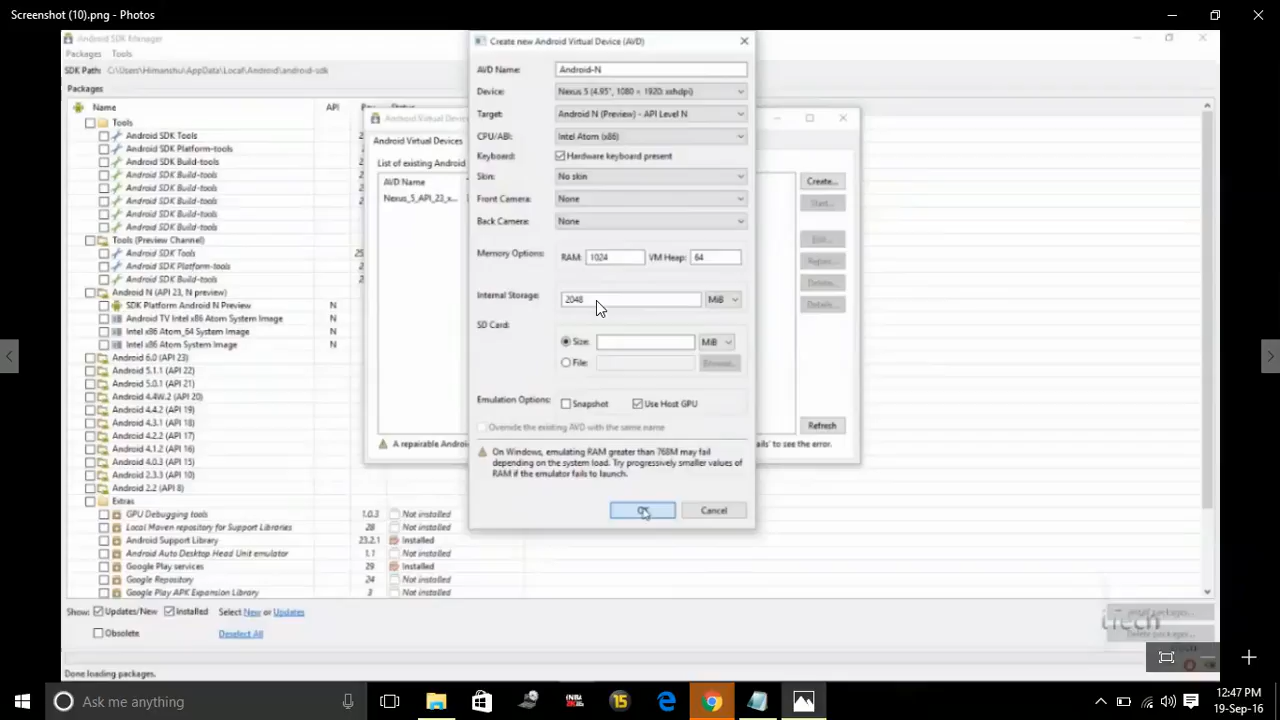 Screenshot (10).png - Photos
Android SDK Manager
Packages Tools
SDK Path: C:\Users\Himanshu\AppData\Local\Android\android-sdk
Packages
Name API Status
Tools
Android SDK Tools
Android SDK Platform-tools
Android SDK Build-tools
Android SDK Build-tools
Android SDK Build-tools
Android SDK Build-tools
Android SDK Build-tools
Android SDK Build-tools
Tools (Preview Channel)
Android SDK Tools
Android SDK Platform-tools
Android SDK Build-tools
Android N (API 23, N preview)
SDK Platform Android N Preview N
Android TV Intel x86 Atom System Image N
Intel x86 Atom_64 System Image N
Intel x86 Atom System Image N
Android 6.0 (API 23)
Android 5.1.1 (API 22)
Android 5.0.1 (API 21)
Android 4.4W.2 (API 20)
Android 4.4.2 (API 19)
Android 4.3.1 (API 18)
Android 4.2.2 (API 17)
Android 4.1.2 (API 16)
Android 4.0.3 (API 15)
Android 2.3.3 (API 10)
Android 2.2 (API 8)
Extras
GPU Debugging tools 1.0.3 Not installed
Local Maven repository for Support Libraries 28 Not installed
Android Support Library 23.2.1 Installed
Android Auto Desktop Head Unit emulator 1.1 Not installed
Google Play services 29 Installed
Google Repository 24 Not installed
Google Play APK Expansion Library 3 Not installed
Show: Updates/New Installed Select New or Updates
Obsolete Deselect All
Done loading packages.
Android Virtual Devic
Android Virtual Devices
List of existing Android
AVD Name
Nexus_5_API_23_x...
Create...
Start...
Edit...
Repair...
Delete...
Details...
Refresh
A repairable Androi
ails' to see the error.
Create new Android Virtual Device (AVD)
AVD Name: Android-N
Device: Nexus 5 (4.95", 1080 × 1920: xxhdpi)
Target: Android N (Preview) - API Level N
CPU/ABI: Intel Atom (x86)
Keyboard: Hardware keyboard present
Skin: No skin
Front Camera: None
Back Camera: None
Memory Options: RAM: 1024 VM Heap: 64
Internal Storage: 2048 MiB
SD Card:
Size: MiB
File: Browse...
Emulation Options: Snapshot Use Host GPU
Override the existing AVD with the same name
On Windows, emulating RAM greater than 768M may fail
depending on the system load. Try progressively smaller values of
RAM if the emulator fails to launch.
OK Cancel
Ask me anything
12:47 PM
19-Sep-16